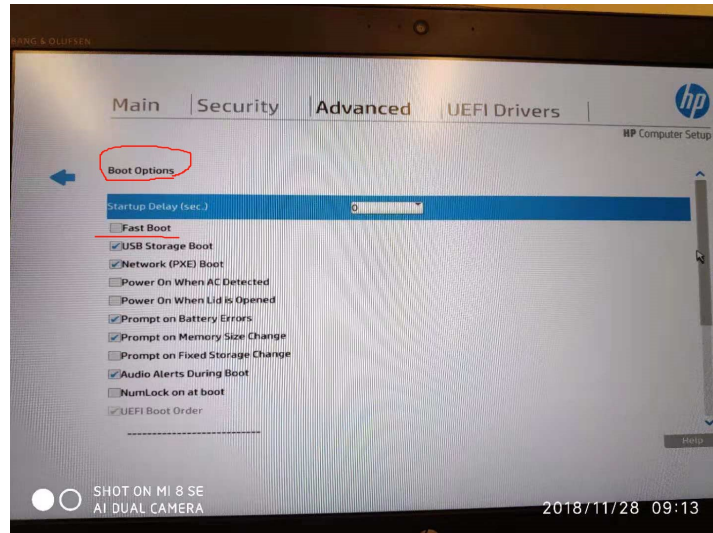 BANG & OLUFSEN
Main Security Advanced UEFI Drivers
hp
HP Computer Setup
Boot Options
Startup Delay (sec.) 0
Fast Boot
USB Storage Boot
Network (PXE) Boot
Power On When AC Detected
Power On When Lid is Opened
Prompt on Battery Errors
Prompt on Memory Size Change
Prompt on Fixed Storage Change
Audio Alerts During Boot
NumLock on at boot
UEFI Boot Order
--------------------------
Help
SHOT ON MI 8 SE
AI DUAL CAMERA
2018/11/28 09:13